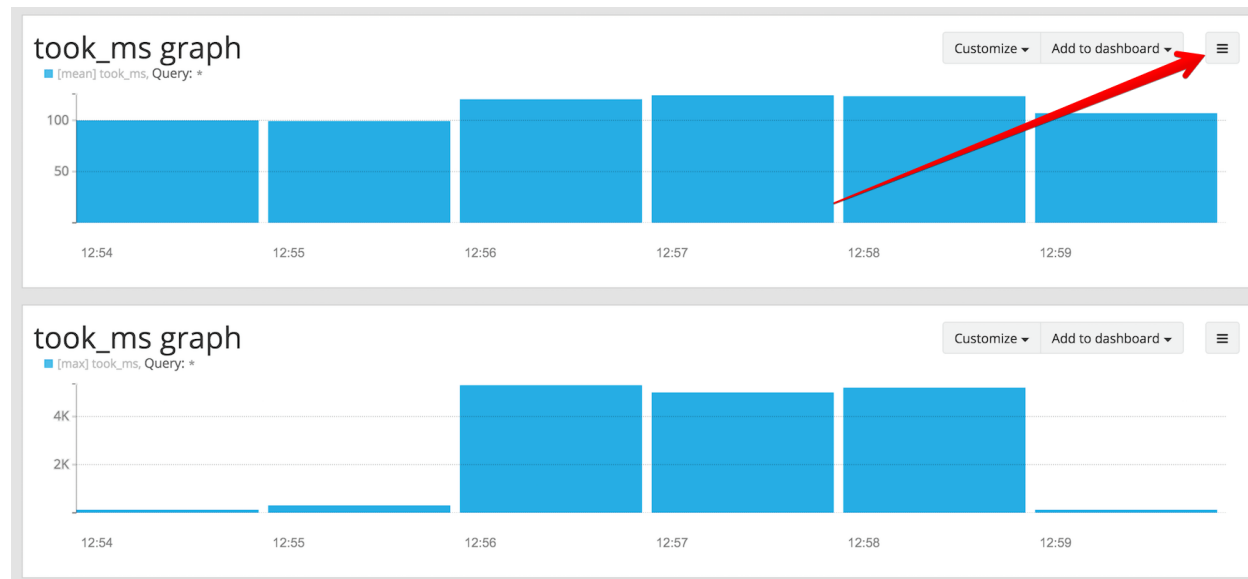 took_ms graph
Customize Add to dashboard
[mean] took_ms, Query: *
100
50
12:54 12:55 12:56 12:57 12:58 12:59
took_ms graph
Customize Add to dashboard
[max] took_ms, Query: *
4K
2K
12:54 12:55 12:56 12:57 12:58 12:59